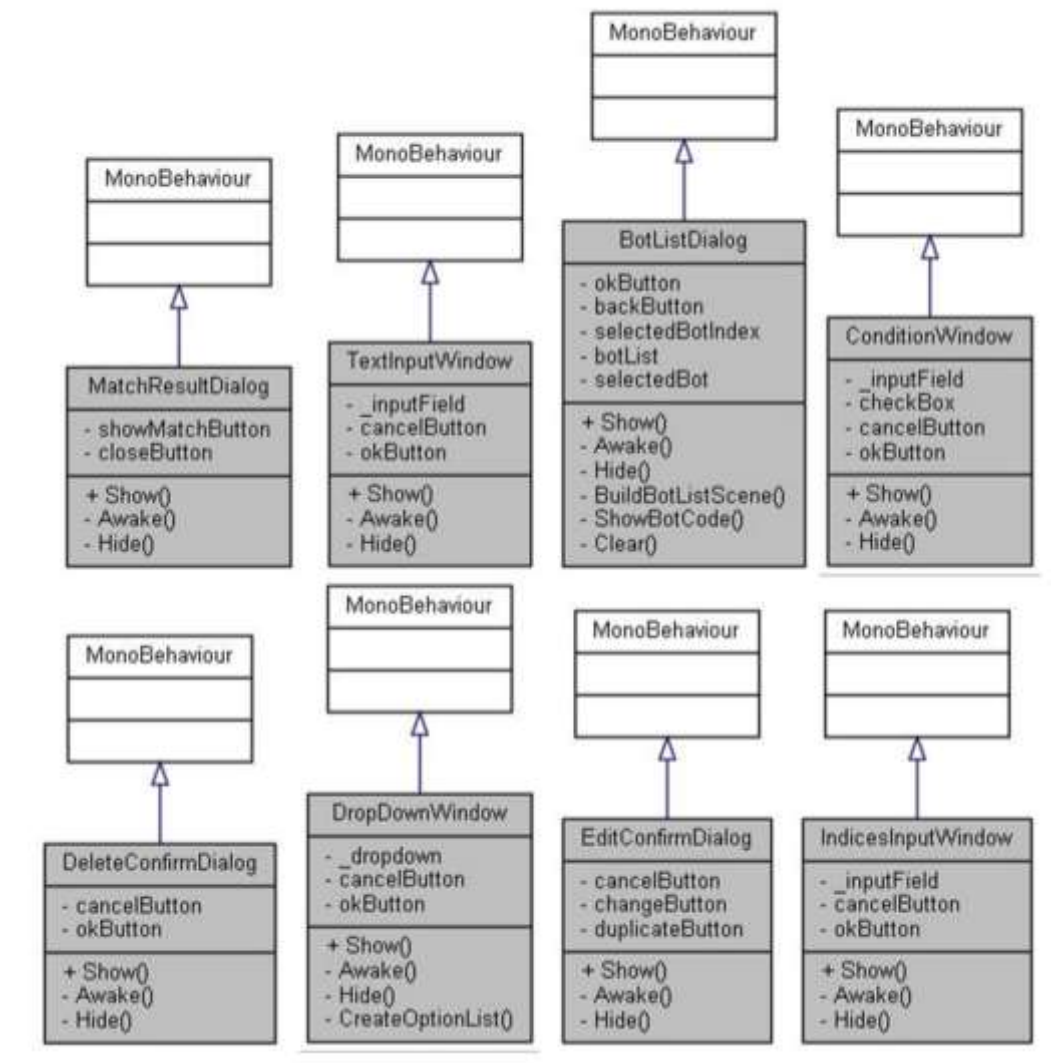 MonoBehaviour
MatchResultDialog
- showMatchButton
- closeButton
+ Show()
- Awake()
- Hide()
MonoBehaviour
TextInputWindow
- _inputField
- cancelButton
- okButton
+ Show()
- Awake()
- Hide()
MonoBehaviour
BotListDialog
- okButton
- backButton
- selectedBotIndex
- botList
- selectedBot
+ Show()
- Awake()
- Hide()
- BuildBotListScene()
- ShowBotCode()
- Clear()
MonoBehaviour
ConditionWindow
- _inputField
- checkBox
- cancelButton
- okButton
+ Show()
- Awake()
- Hide()
MonoBehaviour
DeleteConfirmDialog
- cancelButton
- okButton
+ Show()
- Awake()
- Hide()
MonoBehaviour
DropDownWindow
- _dropdown
- cancelButton
- okButton
+ Show()
- Awake()
- Hide()
- CreateOptionList()
MonoBehaviour
EditConfirmDialog
- cancelButton
- changeButton
- duplicateButton
+ Show()
- Awake()
- Hide()
MonoBehaviour
IndicesInputWindow
- _inputField
- cancelButton
- okButton
+ Show()
- Awake()
- Hide()